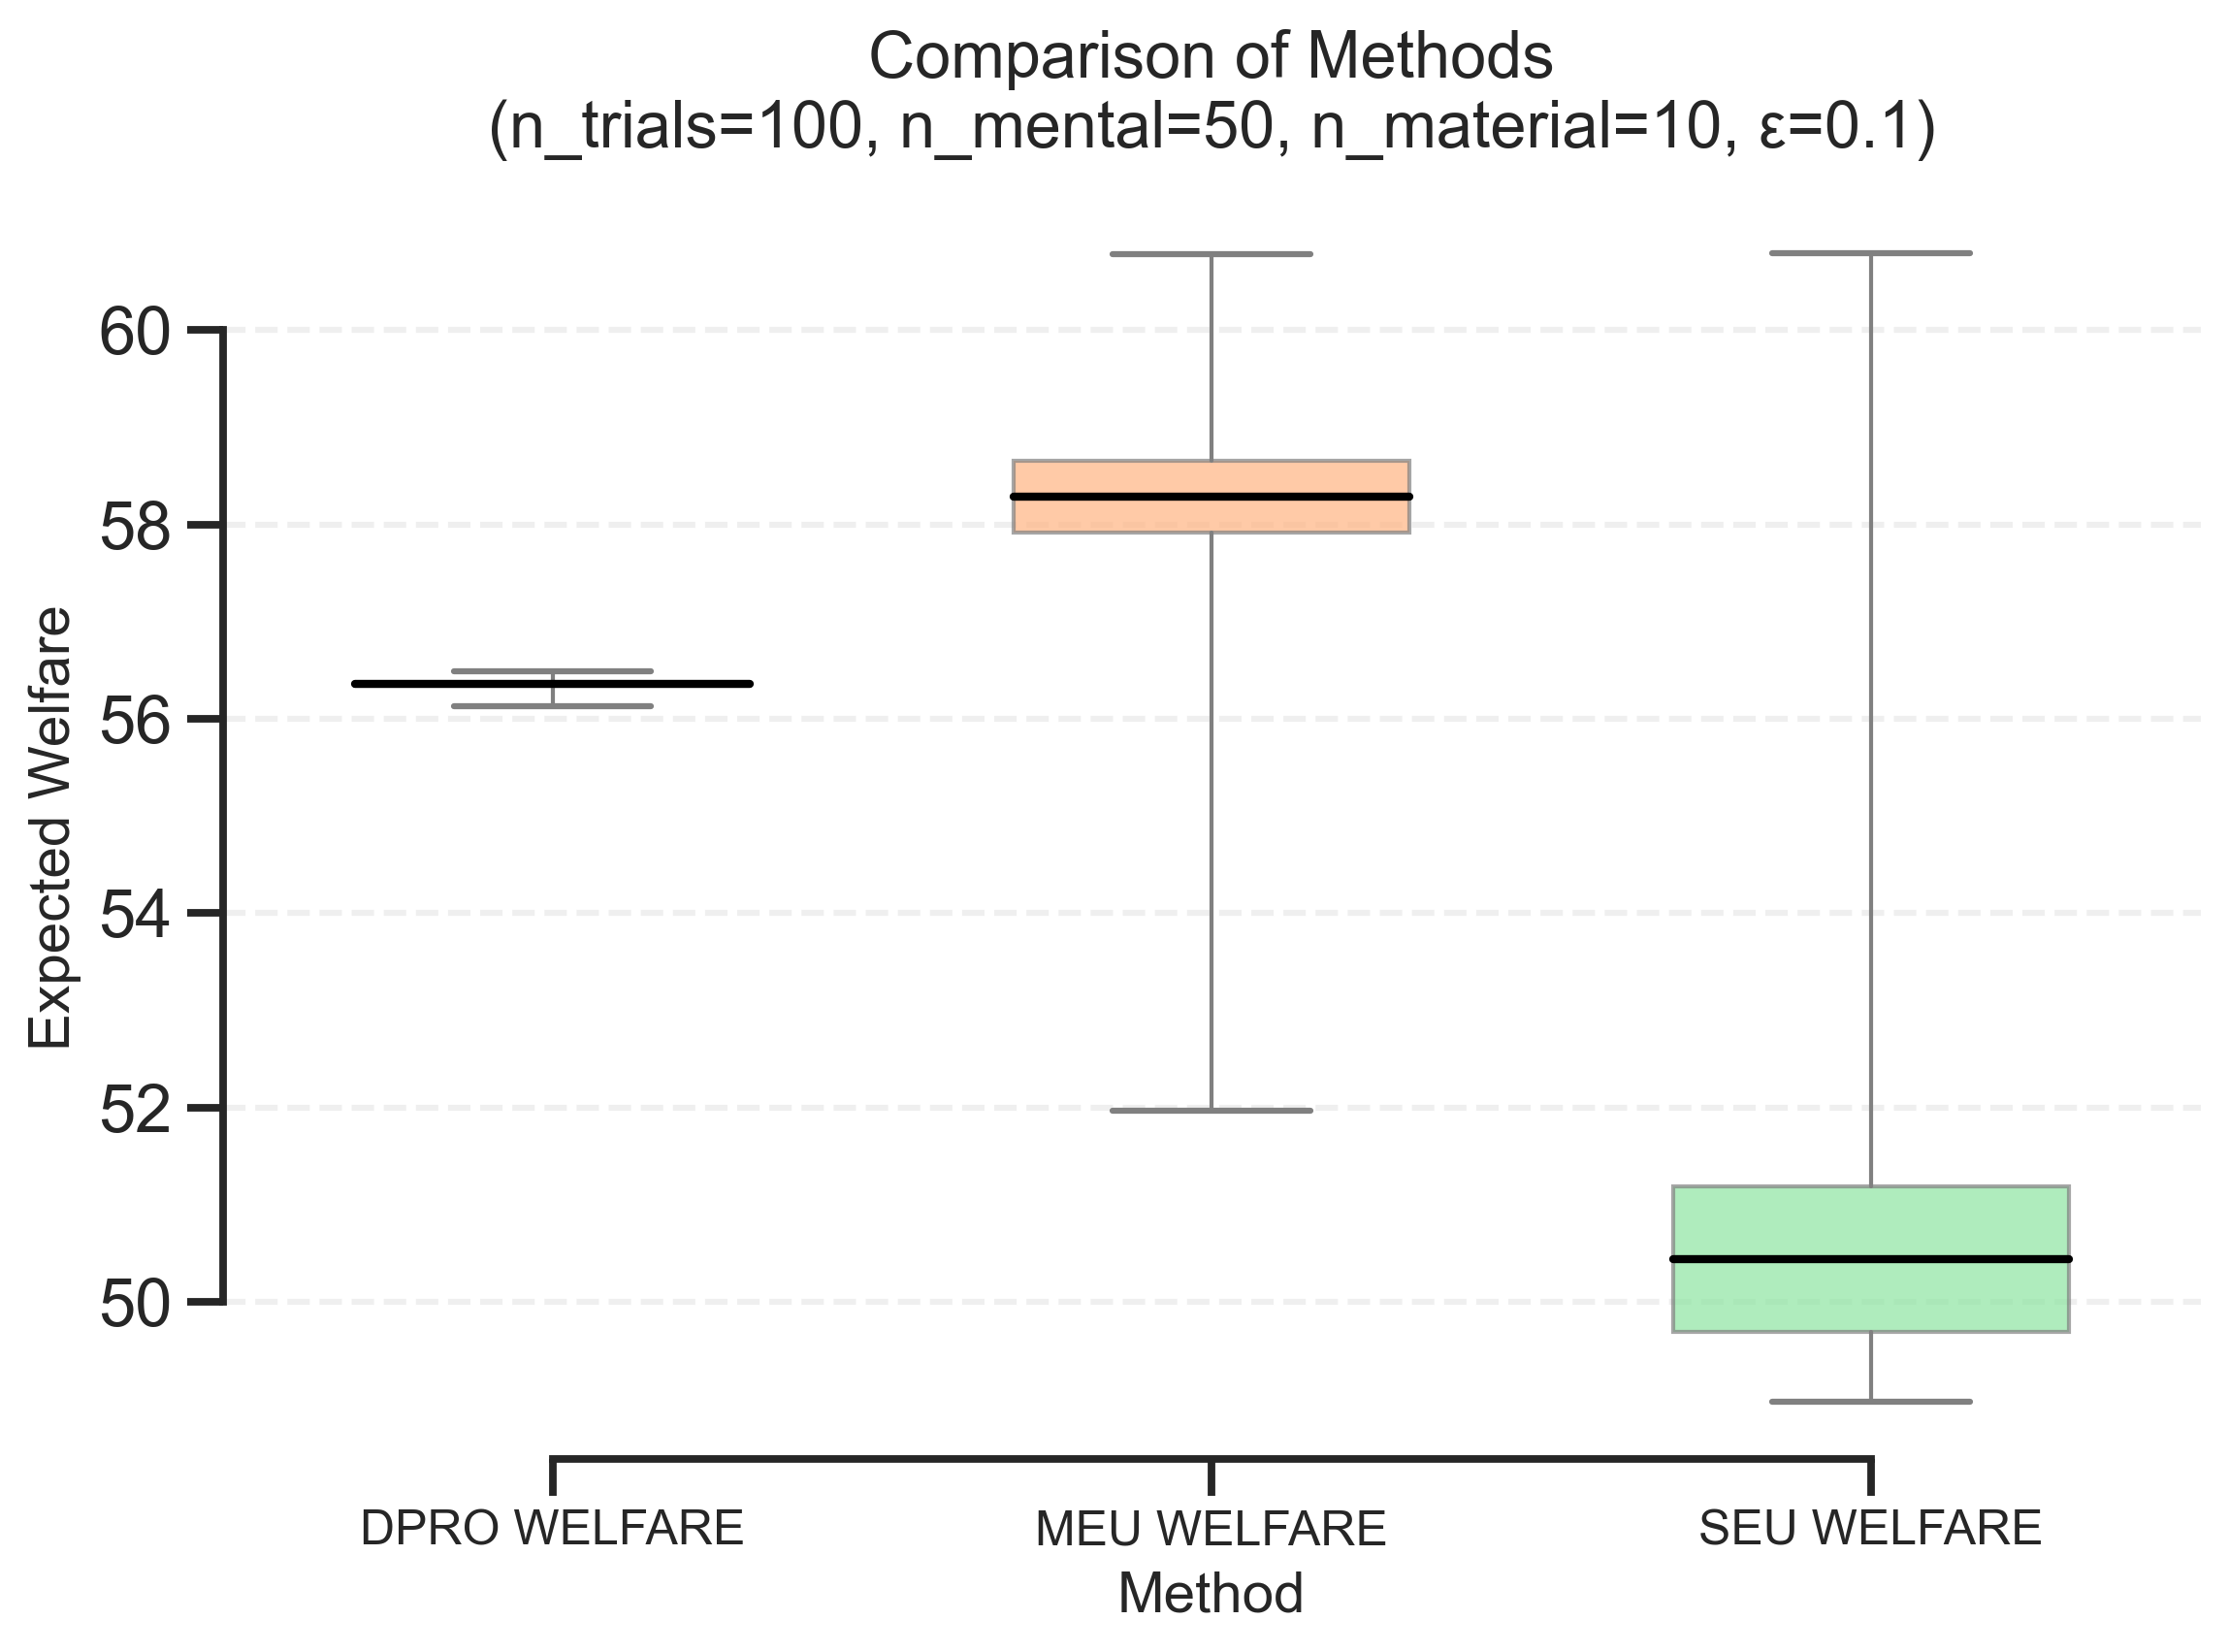 Comparison of Methods
(n_trials=100, n_mental=50, n_material=10, ε=0.1)
Expected Welfare
60
58
56
54
52
50
DPRO WELFARE
MEU WELFARE
SEU WELFARE
Method